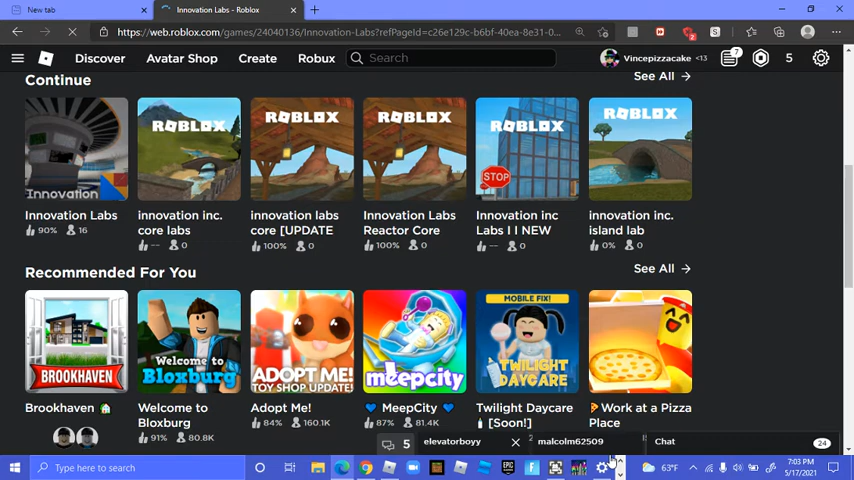 New tab
Innovation Labs - Roblox
https://web.roblox.com/games/24040136/Innovation-Labs?refPageId=c26e129c-b6bf-40ea-8e31-0...
Discover
Avatar Shop
Create
Robux
Search
Vincepizzacake <13
7
5
Continue
See All →
ROBLOX
ROBLOX
ROBLOX
ROBLOX
STOP
ROBLOX
Innovation
Innovation Labs
90% 16
innovation inc.
core labs
-- 0
innovation labs
core [UPDATE
100% 0
Innovation Labs
Reactor Core
100% 0
Innovation inc
Labs I I NEW
-- 0
innovation inc.
island lab
0% 0
Recommended For You
See All →
BROOKHAVEN
Welcome to
Bloxburg
ADOPT ME!
TOY SHOP UPDATE!
meepcity
MOBILE FIX!
TWILIGHT
DAYCARE
Brookhaven
Welcome to
Bloxburg
91% 80.8K
Adopt Me!
84% 160.1K
MeepCity
87% 81.4K
Twilight Daycare
[Soon!]
Work at a Pizza
Place
5
elevatorboyy
malcolm62509
Chat
24
Type here to search
EPIC
GAMES
63°F
7:03 PM
5/17/2021